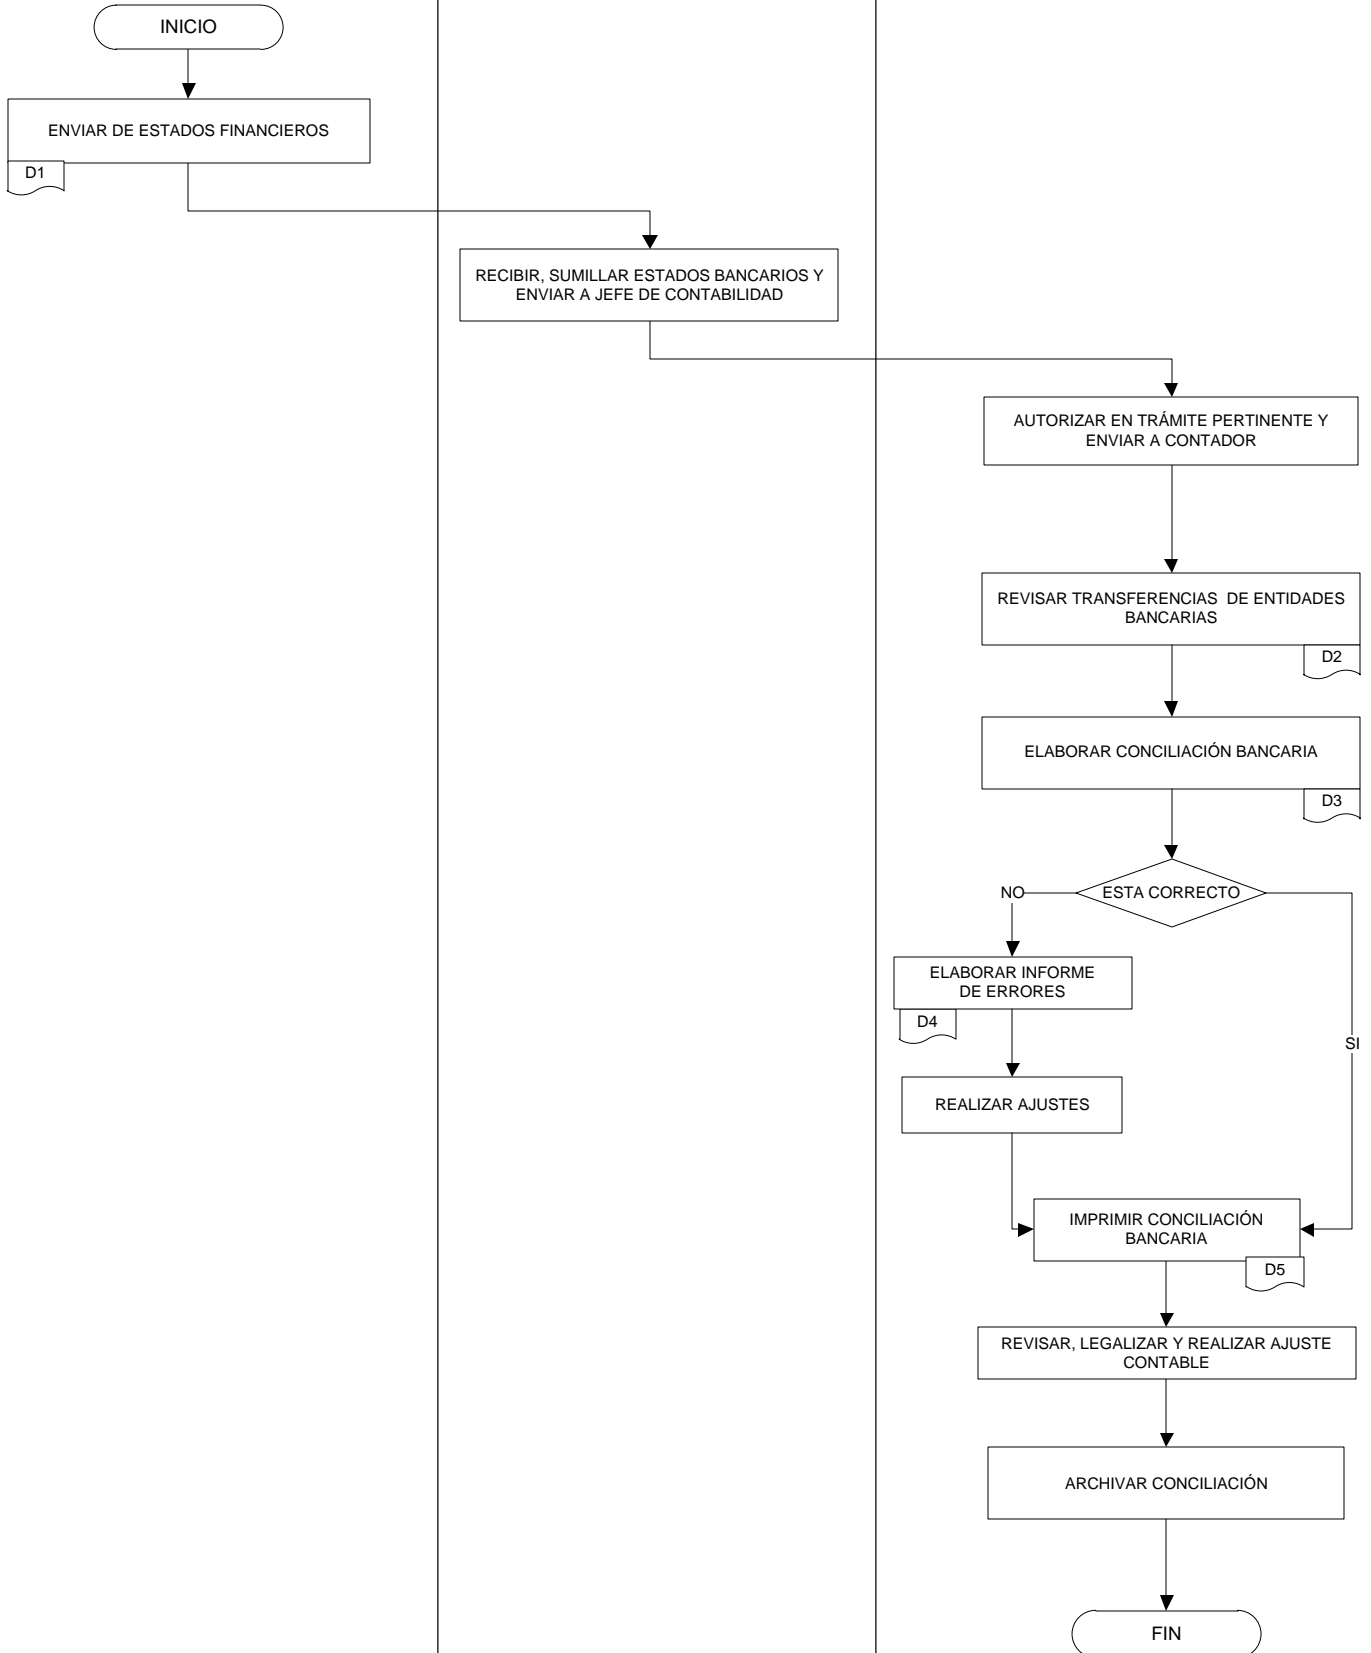 INICIO
ENVIAR DE ESTADOS FINANCIEROS
D1
RECIBIR, SUMILLAR ESTADOS BANCARIOS Y
ENVIAR A JEFE DE CONTABILIDAD
AUTORIZAR EN TRÁMITE PERTINENTE Y
ENVIAR A CONTADOR
REVISAR TRANSFERENCIAS DE ENTIDADES
BANCARIAS
D2
ELABORAR CONCILIACIÓN BANCARIA
D3
ESTA CORRECTO
NO
ELABORAR INFORME
DE ERRORES
D4
SI
REALIZAR AJUSTES
IMPRIMIR CONCILIACIÓN
BANCARIA
D5
REVISAR, LEGALIZAR Y REALIZAR AJUSTE
CONTABLE
ARCHIVAR CONCILIACIÓN
FIN